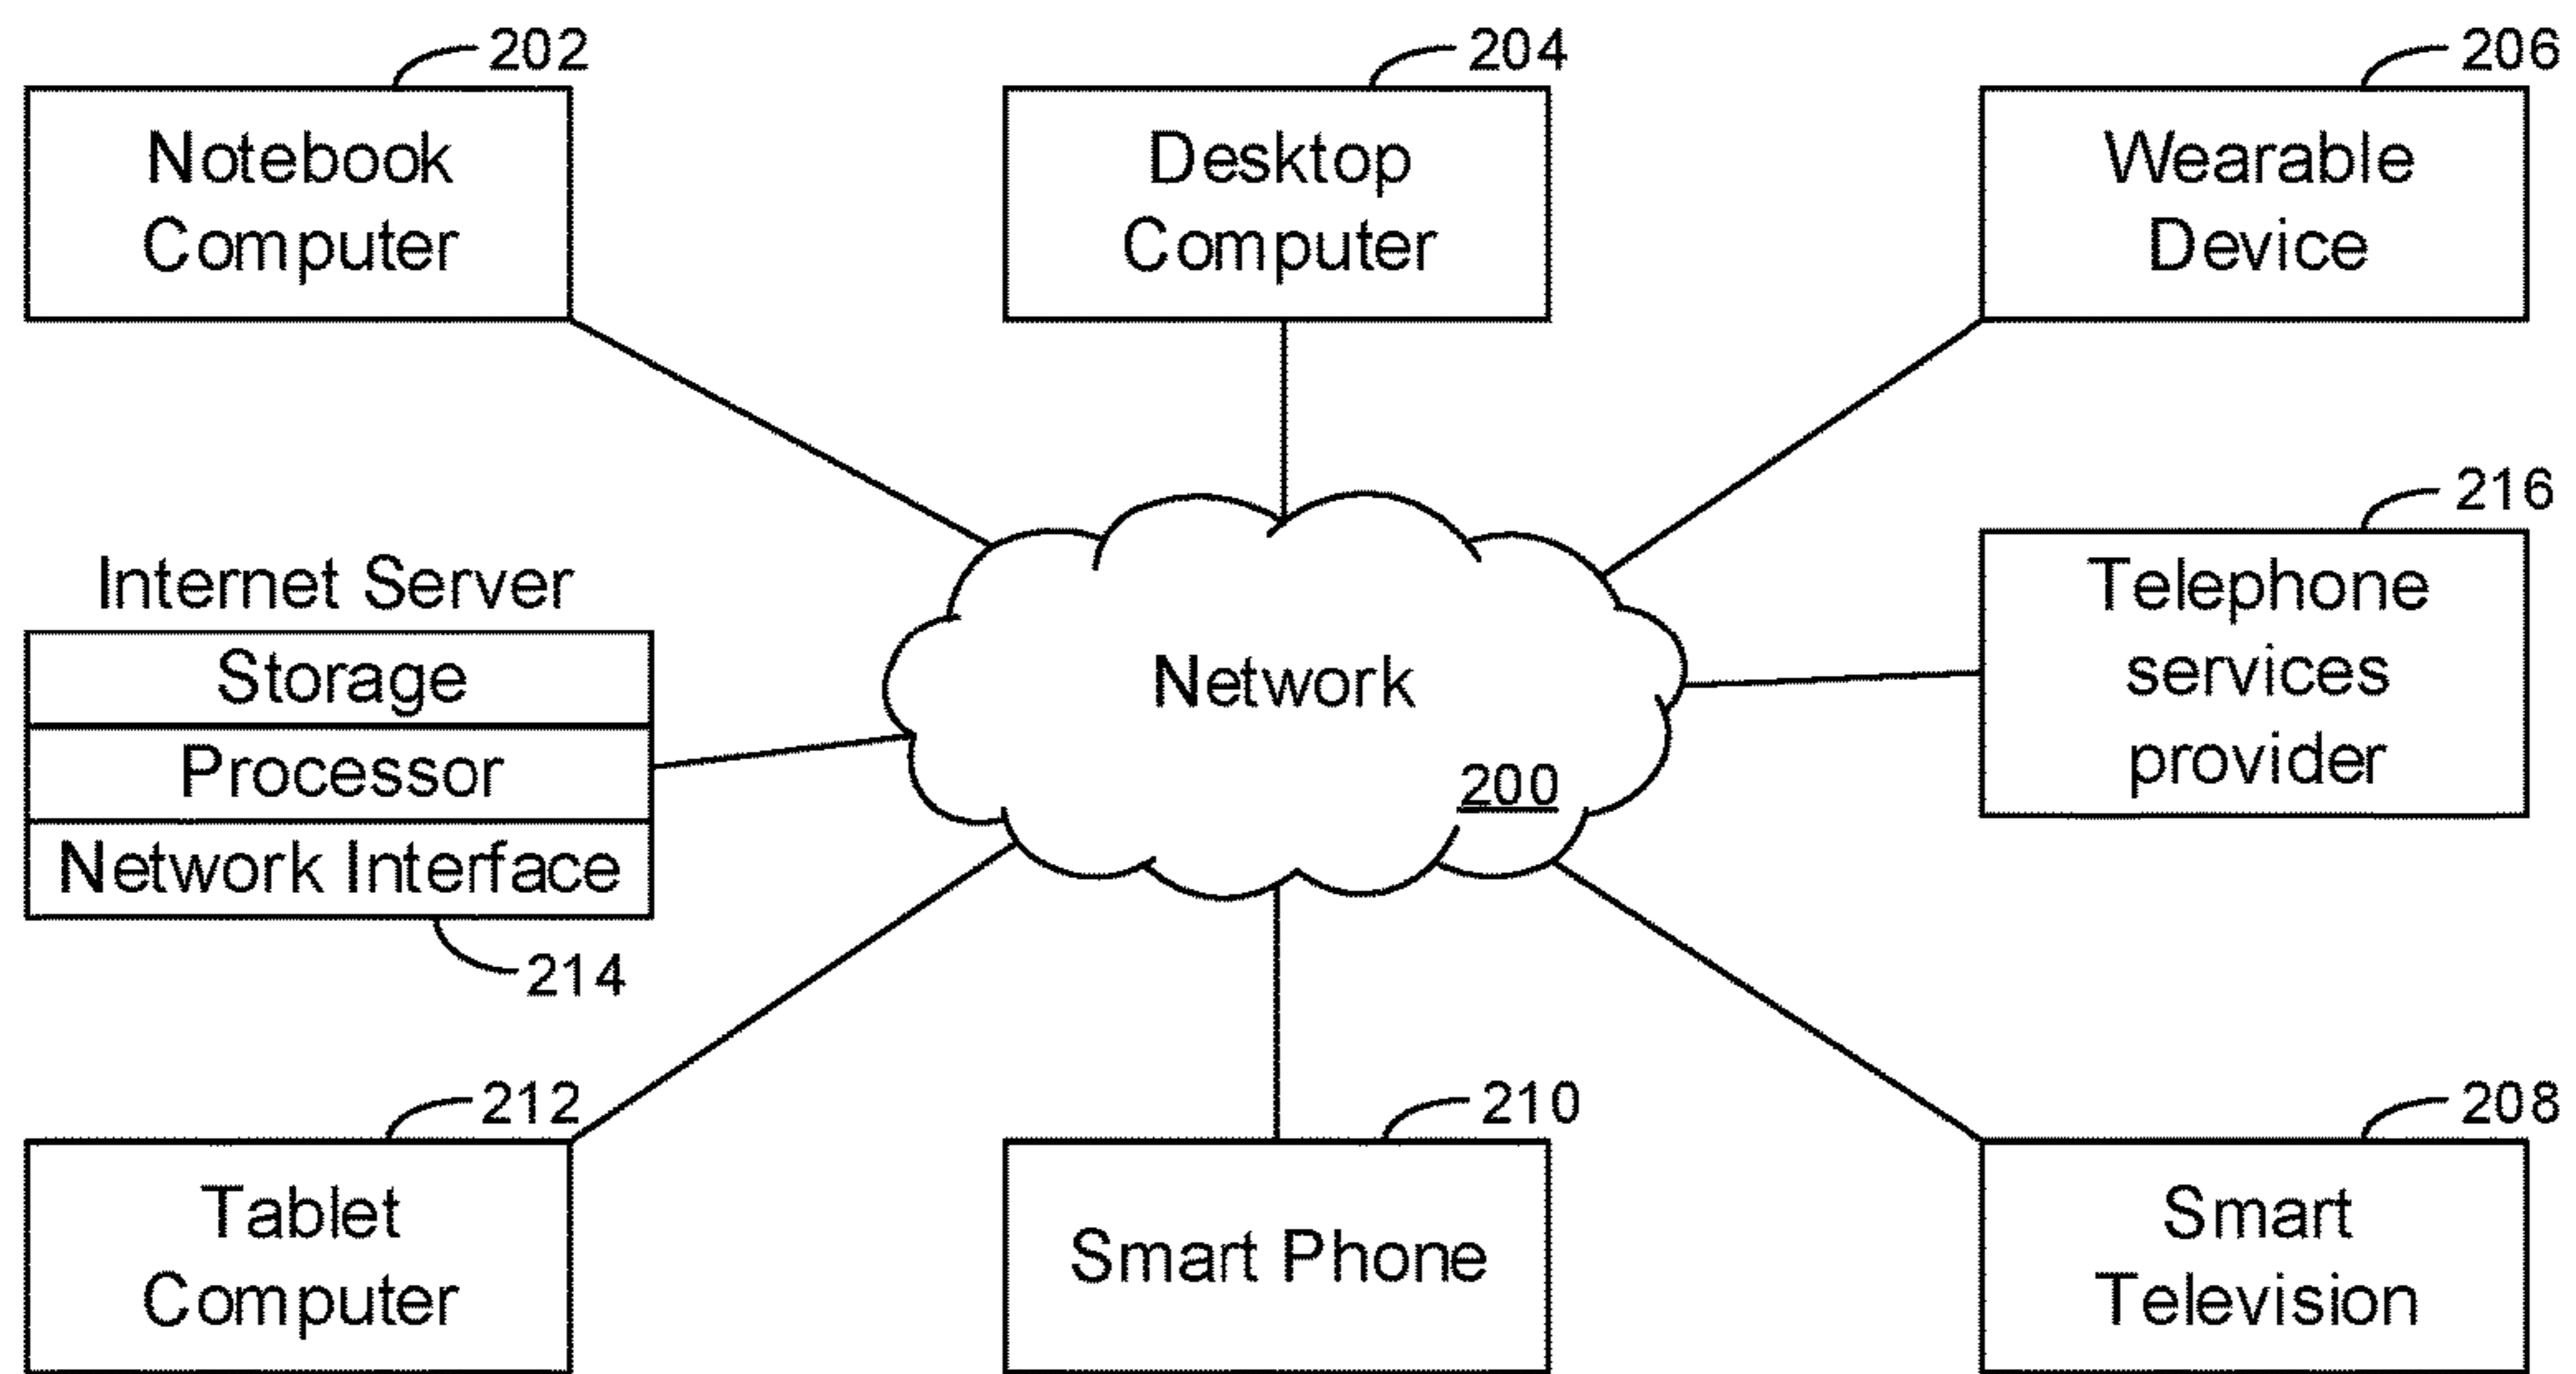 202
Notebook
Computer
204
Desktop
Computer
206
Wearable
Device
Internet Server
Storage
Processor
Network Interface
214
Network
200
216
Telephone
services
provider
212
Tablet
Computer
210
Smart Phone
208
Smart
Television